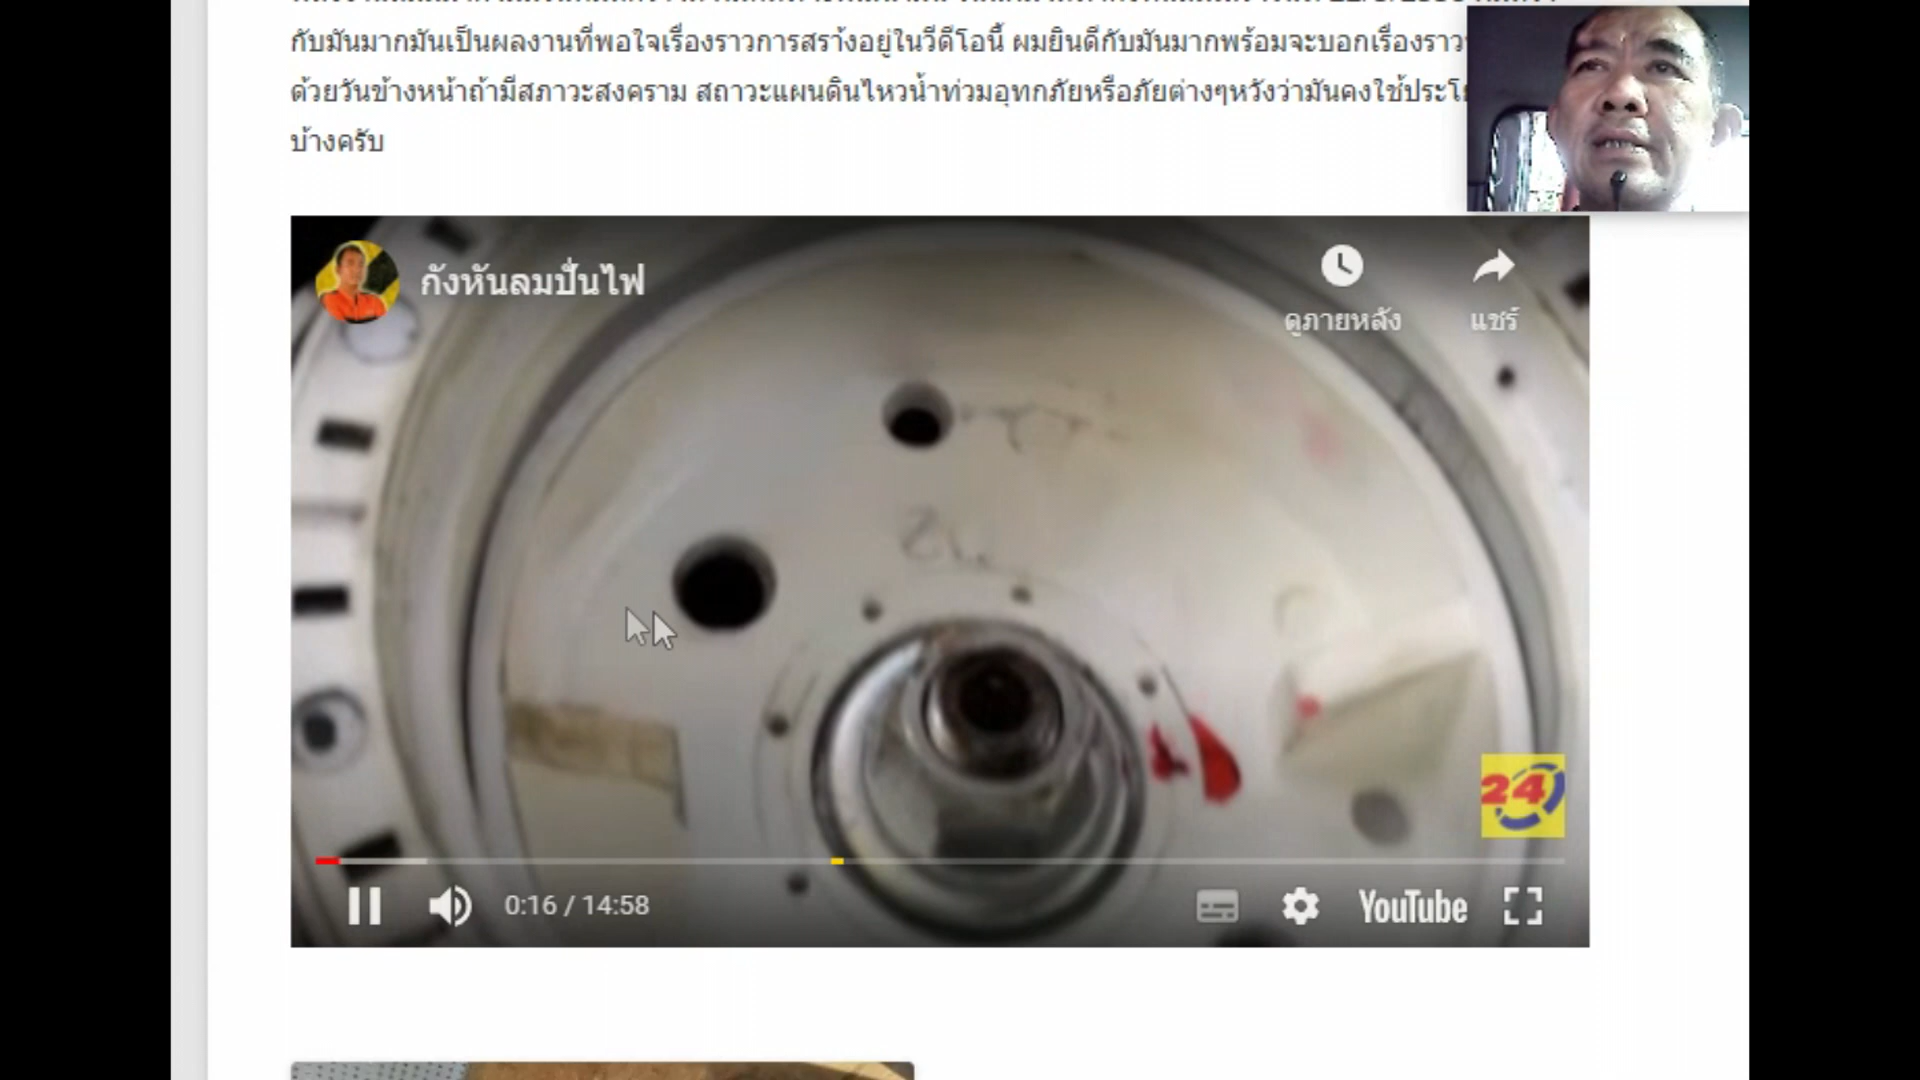 กับมันมากมันเป็นผลงานที่พอใจเรื่องราวการสร้างอยู่ในวีดีโอนี้ ผมยินดีกับมันมากพร้อมจะบอกเรื่องราว
ด้วยวันข้างหน้าถ้ามีสภาวะสงคราม สถาวะแผนดินไหวน้ำท่วมอุทกภัยหรือภัยต่างๆหวังว่ามันคงใช้
บ้างครับ
กังหันลมปั่นไฟ
ดูภายหลัง
แชร์
24
0:16 / 14:58
YouTube